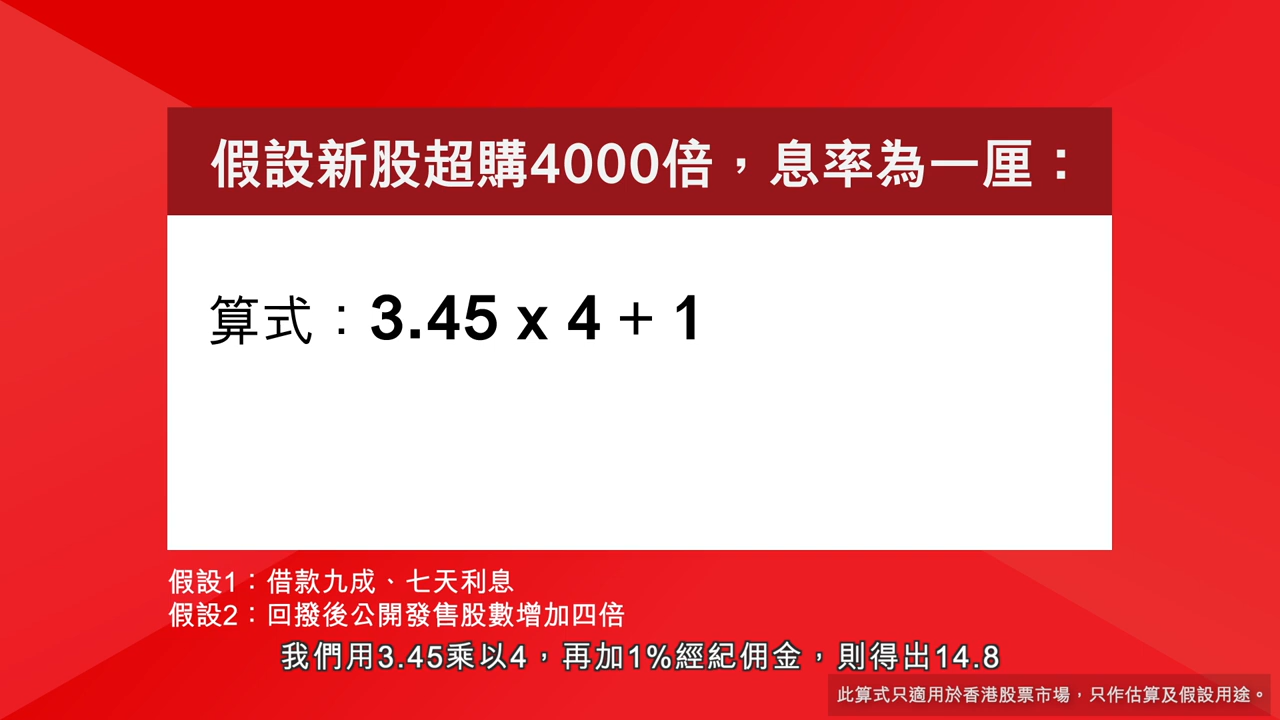 假設新股超購4000倍，息率為一厘：
算式：3.45 x 4 + 1
假設1：借款九成、七天利息
假設2：回撥後公開發售股數增加四倍
我們用3.45乘以4，再加1%經紀佣金，則得出14.8
此算式只適用於香港股票市場，只作估算及假設用途。